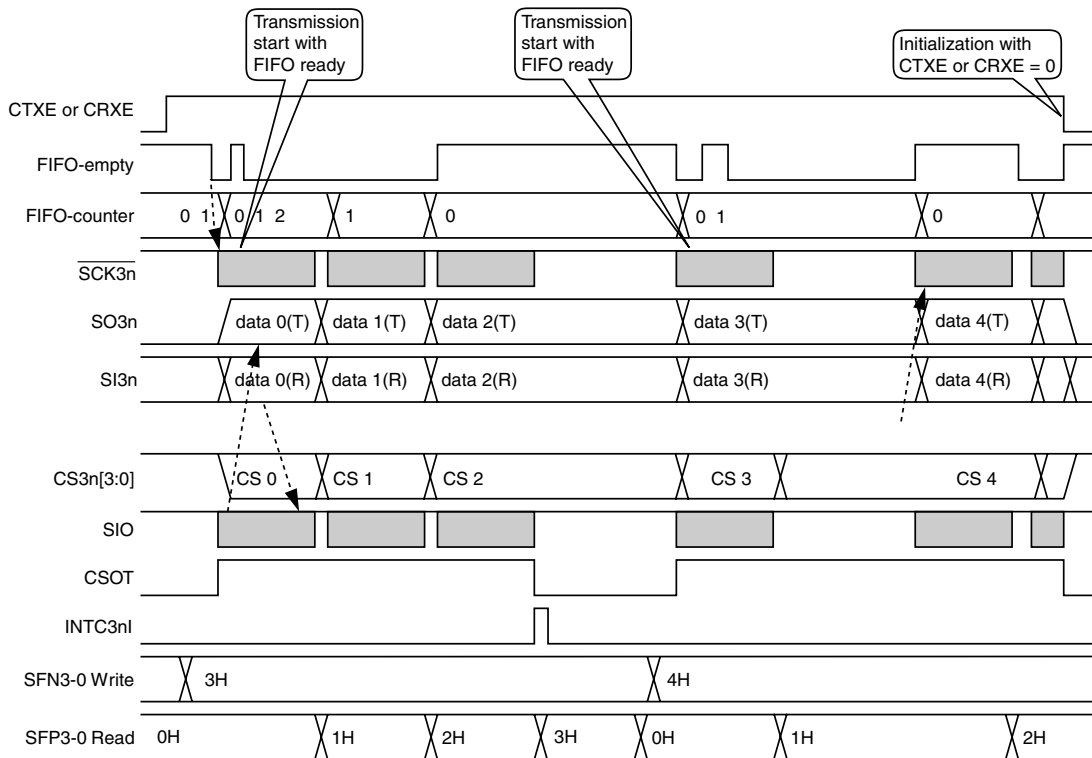 Transmission
start with
FIFO ready
Transmission
start with
FIFO ready
Initialization with
CTXE or CRXE = 0
CTXE or CRXE
FIFO-empty
FIFO-counter 0 1 0 1 2 1 0 0 1 0
SCK3n
SO3n data 0(T) data 1(T) data 2(T) data 3(T) data 4(T)
SI3n data 0(R) data 1(R) data 2(R) data 3(R) data 4(R)
CS3n[3:0] CS 0 CS 1 CS 2 CS 3 CS 4
SIO
CSOT
INTC3nI
SFN3-0 Write 3H 4H
SFP3-0 Read 0H 1H 2H 3H 0H 1H 2H